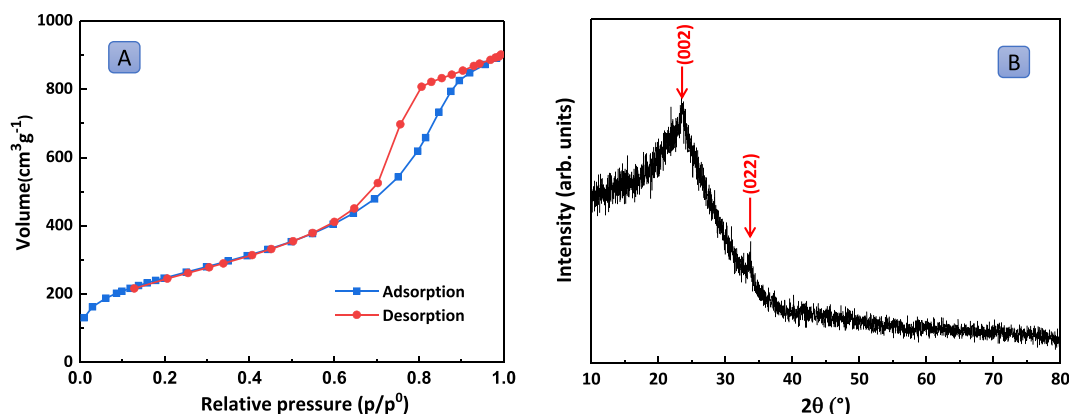 A
1000
800
600
400
200
0
Volume(cm³g⁻¹)
Adsorption
Desorption
0.0 0.2 0.4 0.6 0.8 1.0
Relative pressure (p/p⁰)
B
(002)
(022)
Intensity (arb. units)
10 20 30 40 50 60 70 80
2θ (°)